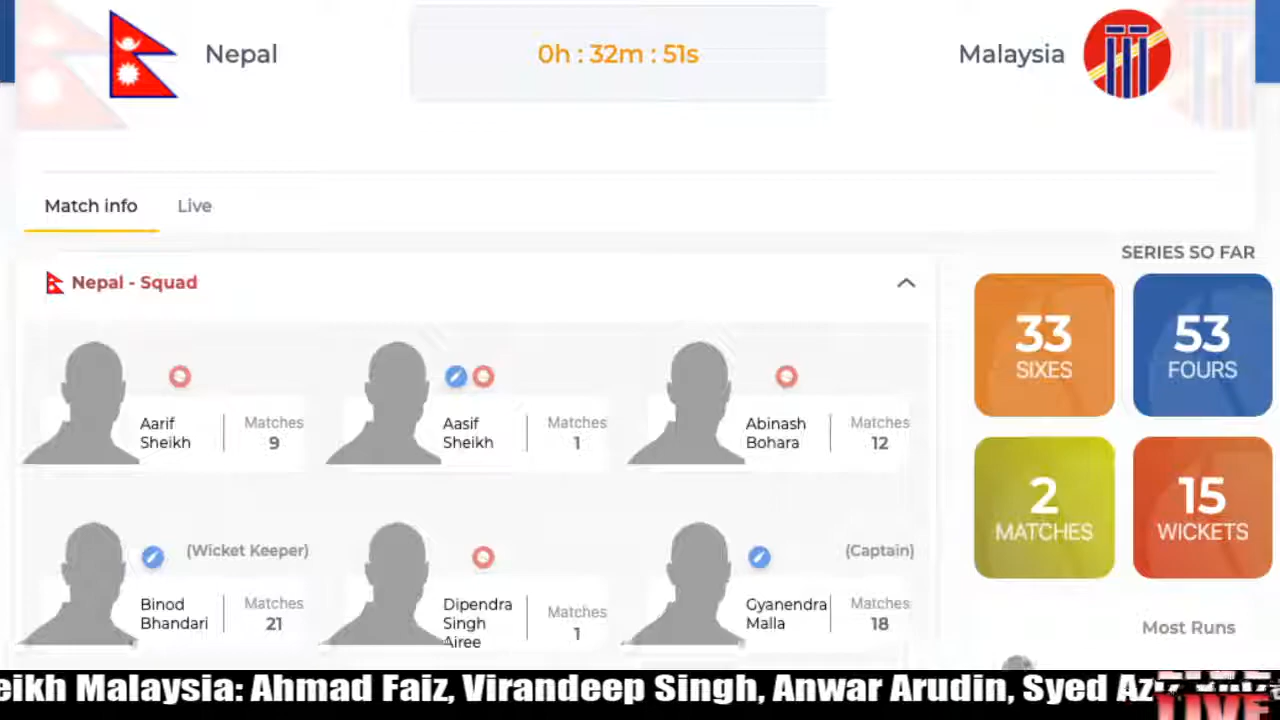 Nepal
0h : 32m : 51s
Malaysia
Match info
Live
SERIES SO FAR
Nepal - Squad
33
SIXES
53
FOURS
Aarif
Sheikh
Matches
9
Aasif
Sheikh
Matches
1
Abinash
Bohara
Matches
12
2
MATCHES
15
WICKETS
(Wicket Keeper)
Binod
Bhandari
Matches
21
Dipendra
Singh
Airee
Matches
1
(Captain)
Gyanendra
Malla
Matches
18
Most Runs
eikh Malaysia: Ahmad Faiz, Virandeep Singh, Anwar Arudin, Syed
LIVE